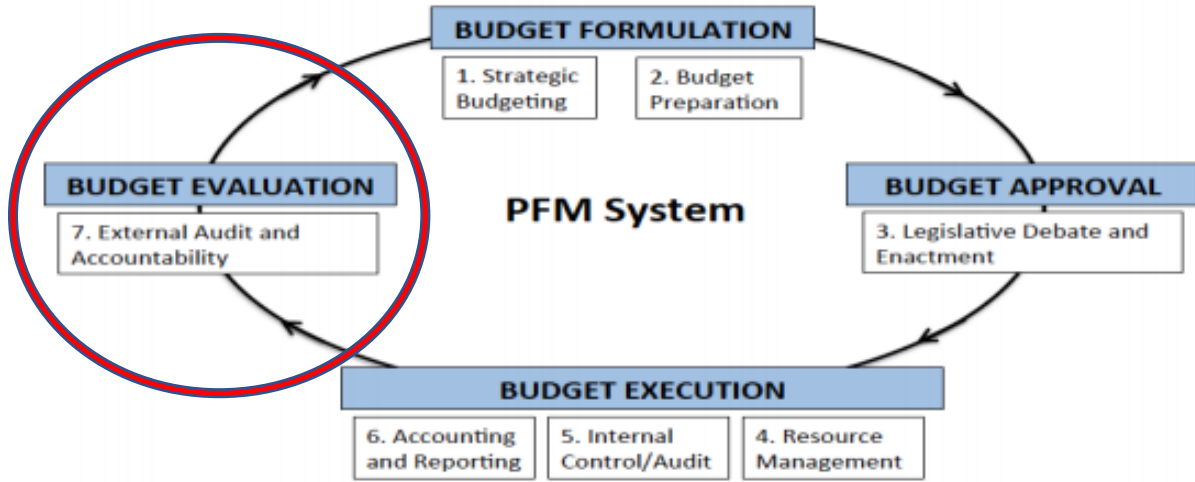 BUDGET FORMULATION
1. Strategic
Budgeting
2. Budget
Preparation
BUDGET EVALUATION
7. External Audit and
Accountability
PFM System
BUDGET APPROVAL
3. Legislative Debate and
Enactment
BUDGET EXECUTION
6. Accounting
and Reporting
5. Internal
Control/Audit
4. Resource
Management